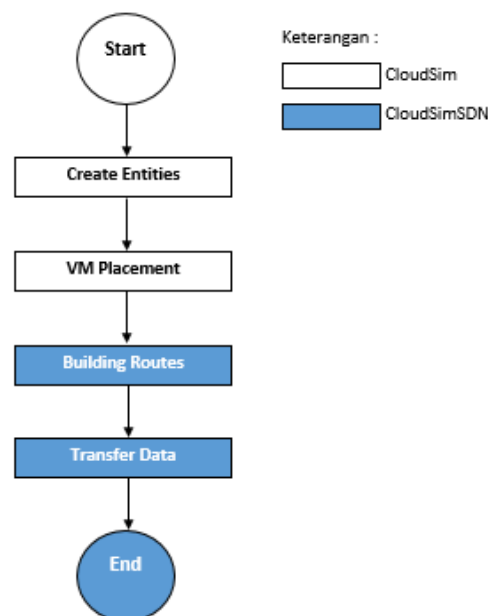 Start
Keterangan :
CloudSim
CloudSimSDN
Create Entities
VM Placement
Building Routes
Transfer Data
End